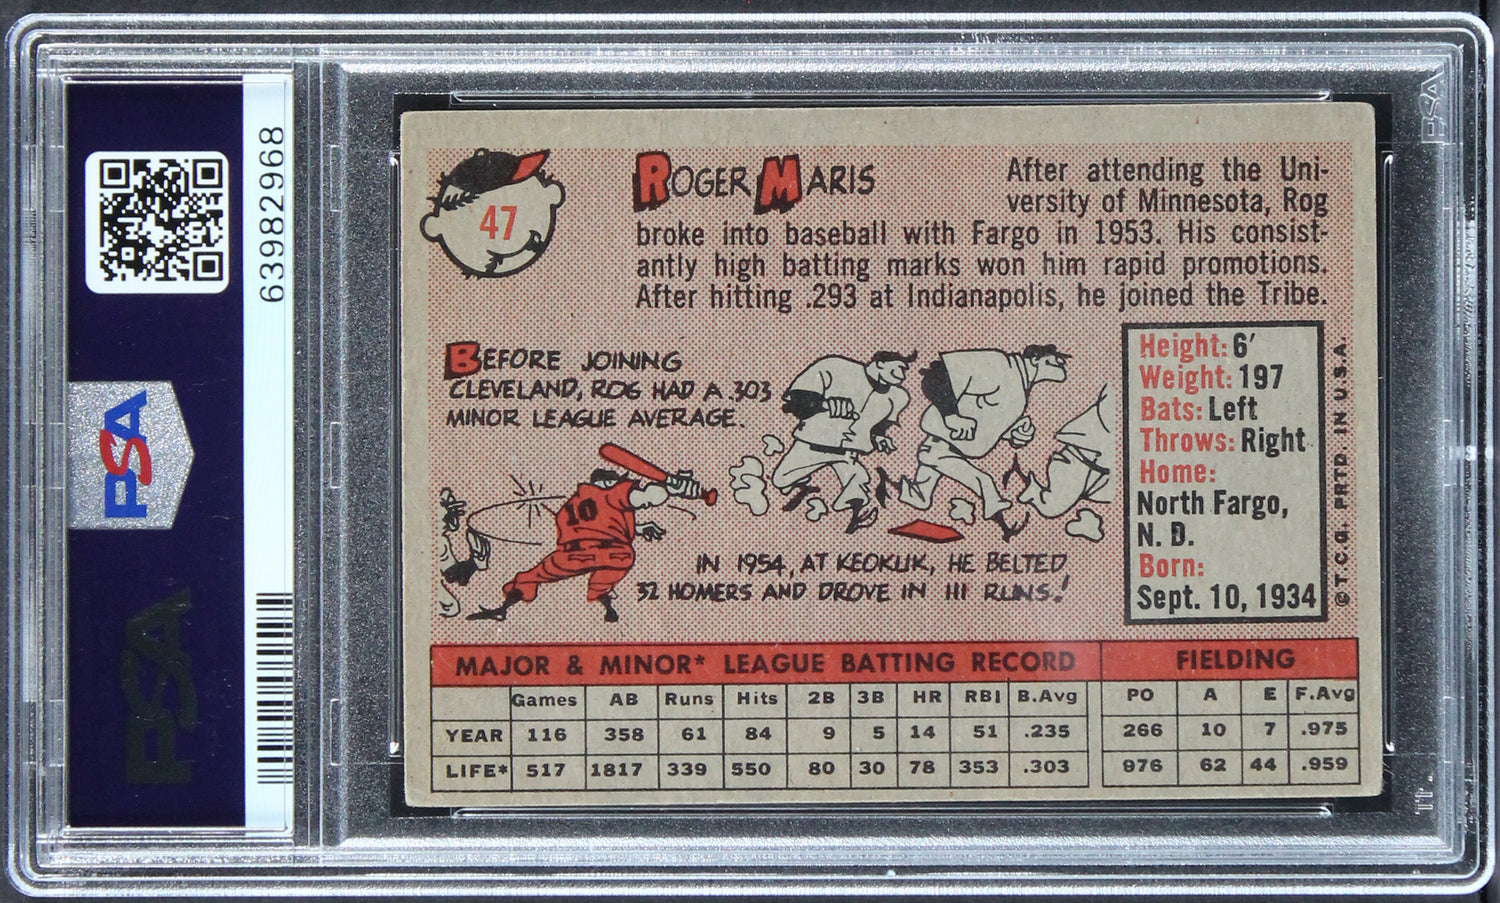 PSA
63982968
PSA
PSA
47
ROGER MARIS
After attending the Uni-
versity of Minnesota, Rog
broke into baseball with Fargo in 1953. His consist-
antly high batting marks won him rapid promotions.
After hitting .293 at Indianapolis, he joined the Tribe.
BEFORE JOINING
CLEVELAND, ROG HAD A .303
MINOR LEAGUE AVERAGE.
10
IN 1954, AT KEOKUK, HE BELTED
32 HOMERS AND DROVE IN 111 RUNS!
Height: 6'
Weight: 197
Bats: Left
Throws: Right
Home:
North Fargo,
N. D.
Born:
Sept. 10, 1934
© T.C.G. PRTD. IN U.S.A.
MAJOR & MINOR* LEAGUE BATTING RECORD FIELDING
Games AB Runs Hits 2B 3B HR RBI B.Avg PO A E F.Avg
YEAR 116 358 61 84 9 5 14 51 .235 266 10 7 .975
LIFE* 517 1817 339 550 80 30 78 353 .303 976 62 44 .959